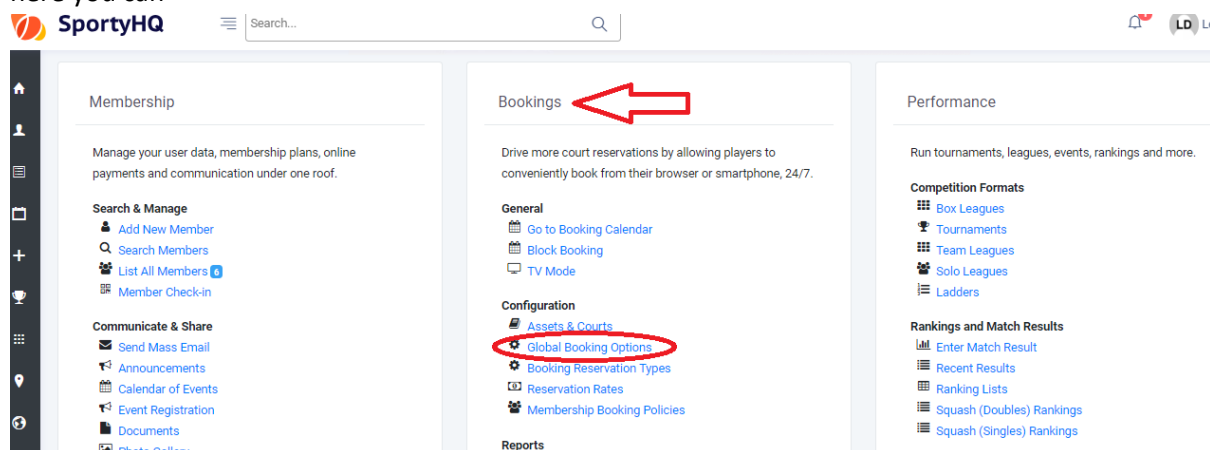 here you can
SportyHQ
Search...
LD
Membership
Manage your user data, membership plans, online
payments and communication under one roof.
Search & Manage
Add New Member
Search Members
List All Members 6
Member Check-in
Communicate & Share
Send Mass Email
Announcements
Calendar of Events
Event Registration
Documents
Photo Gallery
Bookings
Drive more court reservations by allowing players to
conveniently book from their browser or smartphone, 24/7.
General
Go to Booking Calendar
Block Booking
TV Mode
Configuration
Assets & Courts
Global Booking Options
Booking Reservation Types
Reservation Rates
Membership Booking Policies
Reports
Performance
Run tournaments, leagues, events, rankings and more.
Competition Formats
Box Leagues
Tournaments
Team Leagues
Solo Leagues
Ladders
Rankings and Match Results
Enter Match Result
Recent Results
Ranking Lists
Squash (Doubles) Rankings
Squash (Singles) Rankings